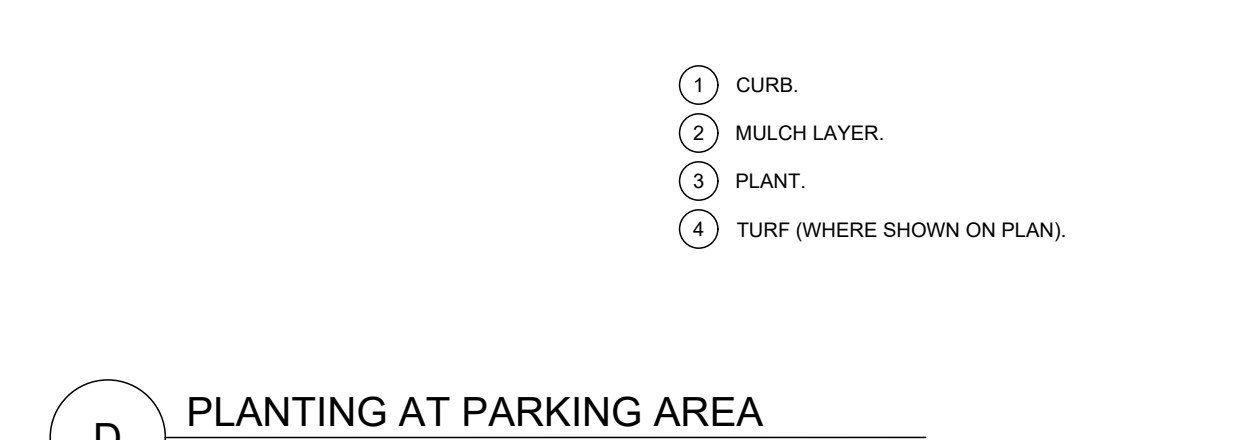 1 CURB.
2 MULCH LAYER.
3 PLANT.
4 TURF (WHERE SHOWN ON PLAN).
D PLANTING AT PARKING AREA